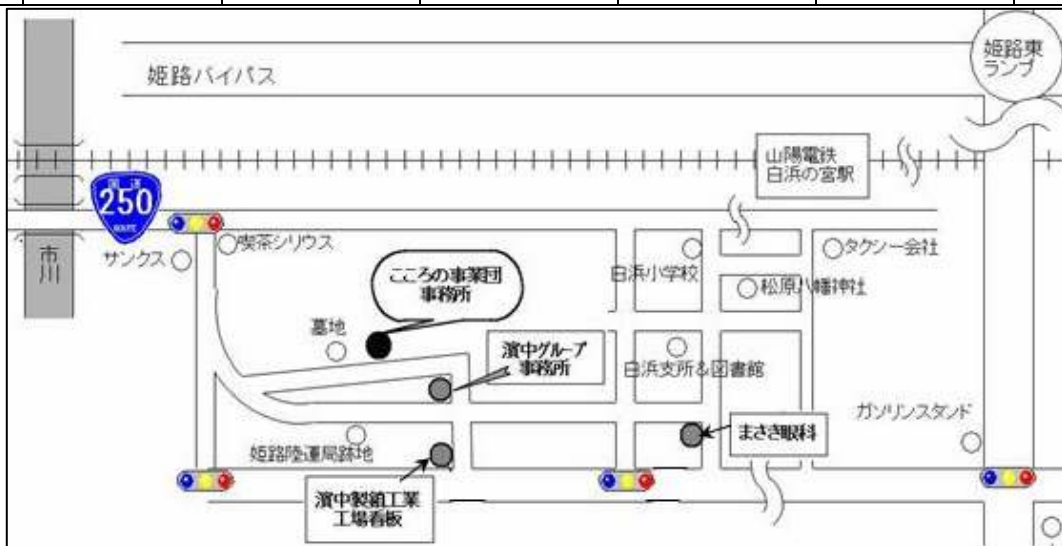 姫路東
ランプ
姫路バイパス
山陽電鉄
白浜の宮駅
国道
250
ROUTE
市川
サンクス
喫茶シリウス
こころの事業団
事務所
白浜小学校
タクシー会社
松原八幡神社
墓地
濱中グループ
事務所
白浜支所&図書館
ガソリンスタンド
まさき眼科
姫路陸運局跡地
濱中製鎖工業
工場看板